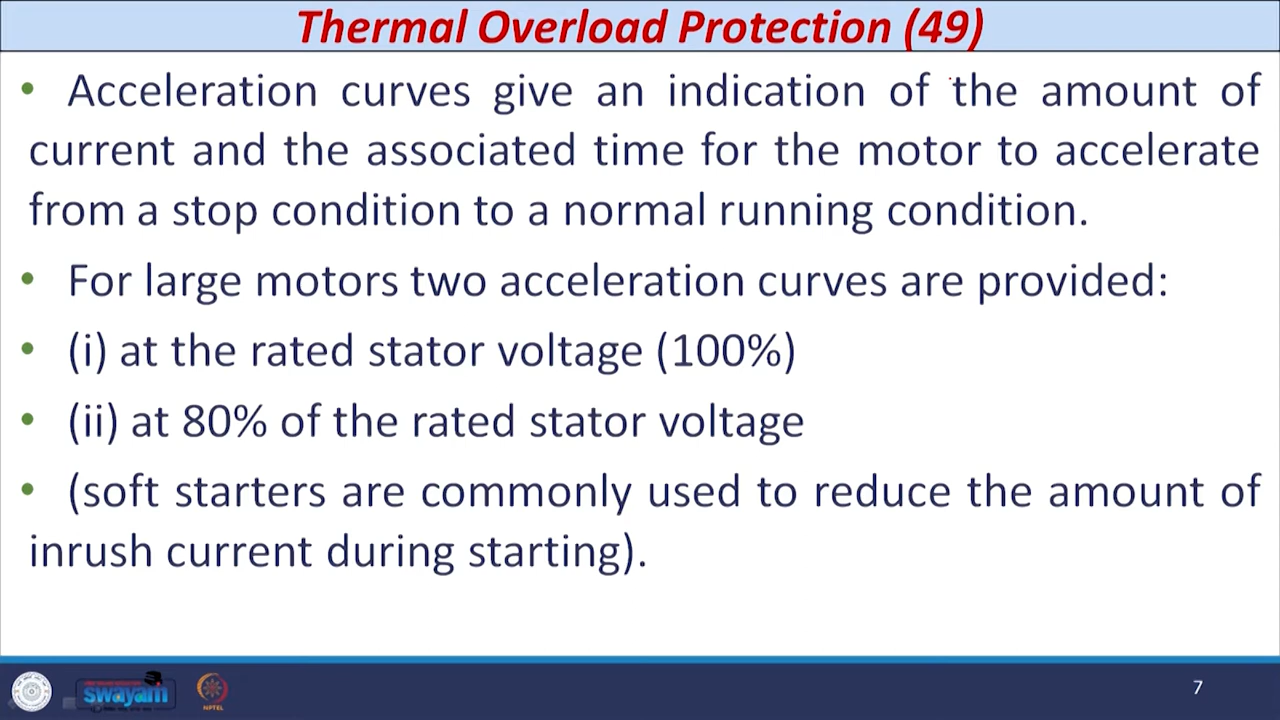 Thermal Overload Protection (49)
• Acceleration curves give an indication of the amount of
current and the associated time for the motor to accelerate
from a stop condition to a normal running condition.
• For large motors two acceleration curves are provided:
• (i) at the rated stator voltage (100%)
• (ii) at 80% of the rated stator voltage
• (soft starters are commonly used to reduce the amount of
inrush current during starting).
swayam
NPTEL
7